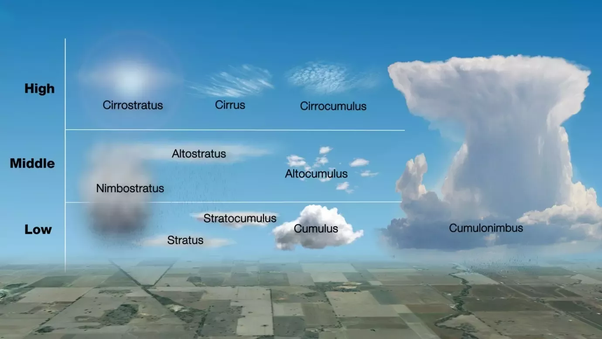 High
Cirrostratus
Cirrus
Cirrocumulus
Middle
Altostratus
Altocumulus
Nimbostratus
Low
Stratocumulus
Cumulus
Cumulonimbus
Stratus